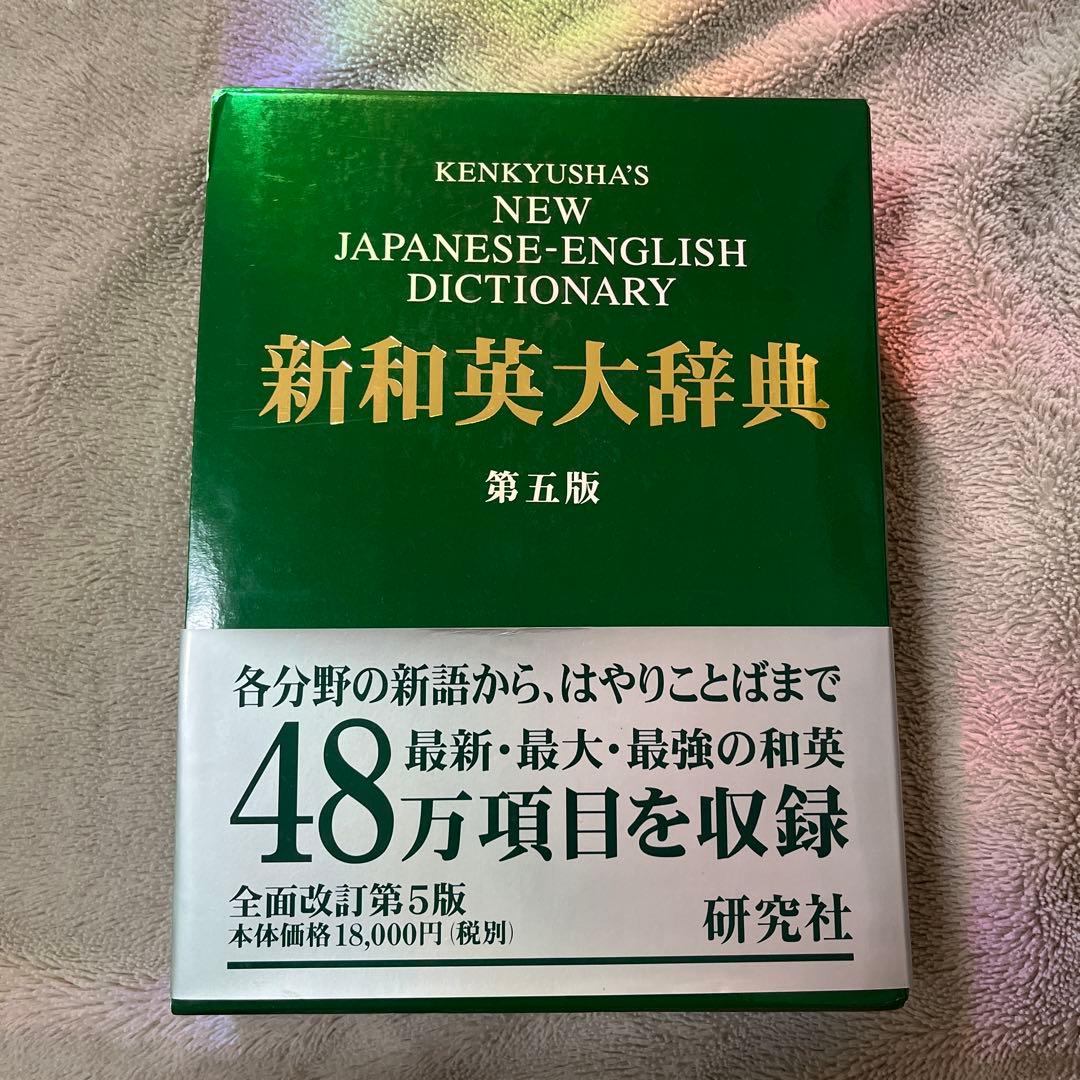 KENKYUSHA'S
NEW
JAPANESE-ENGLISH
DICTIONARY
新和英大辞典
第五版
各分野の新語から、はやりことばまで
最新・最大・最強の和英
48万項目を収録
全面改訂第5版
本体価格18,000円(税別)
研究社